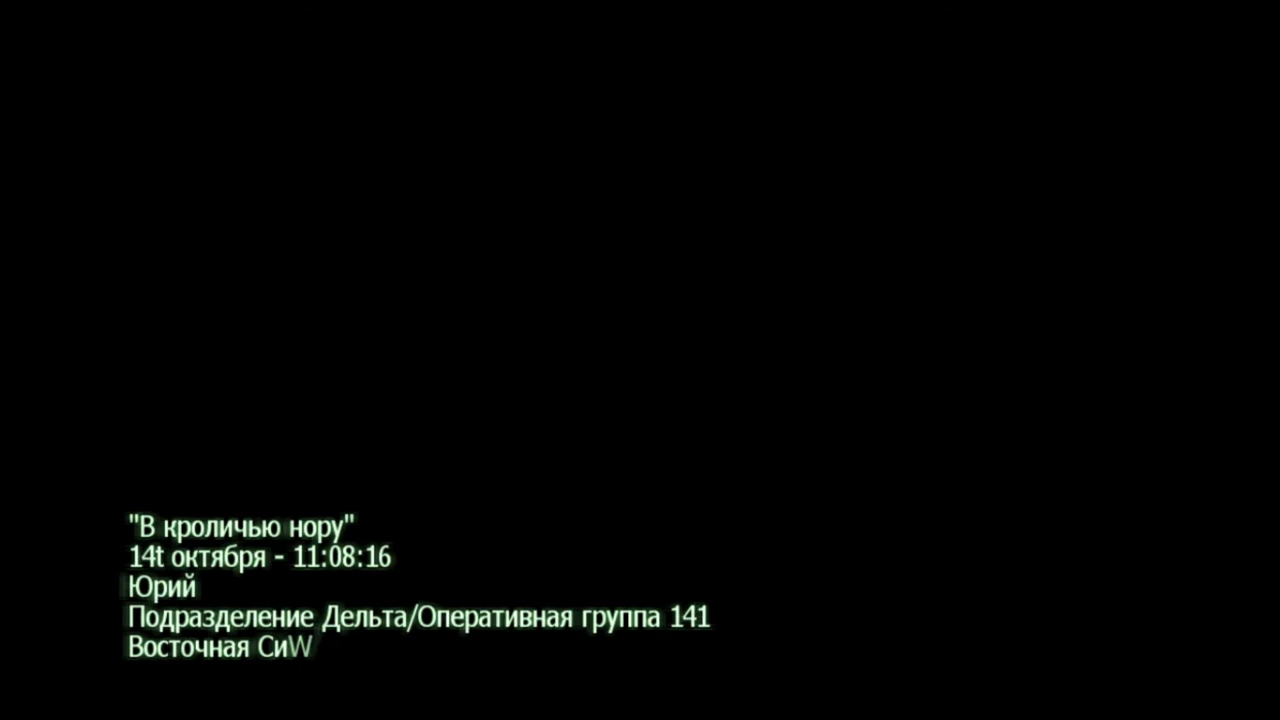 "В кроличью нору"
14t октября - 11:08:16
Юрий
Подразделение Дельта/Оперативная группа 141
Восточная СиW